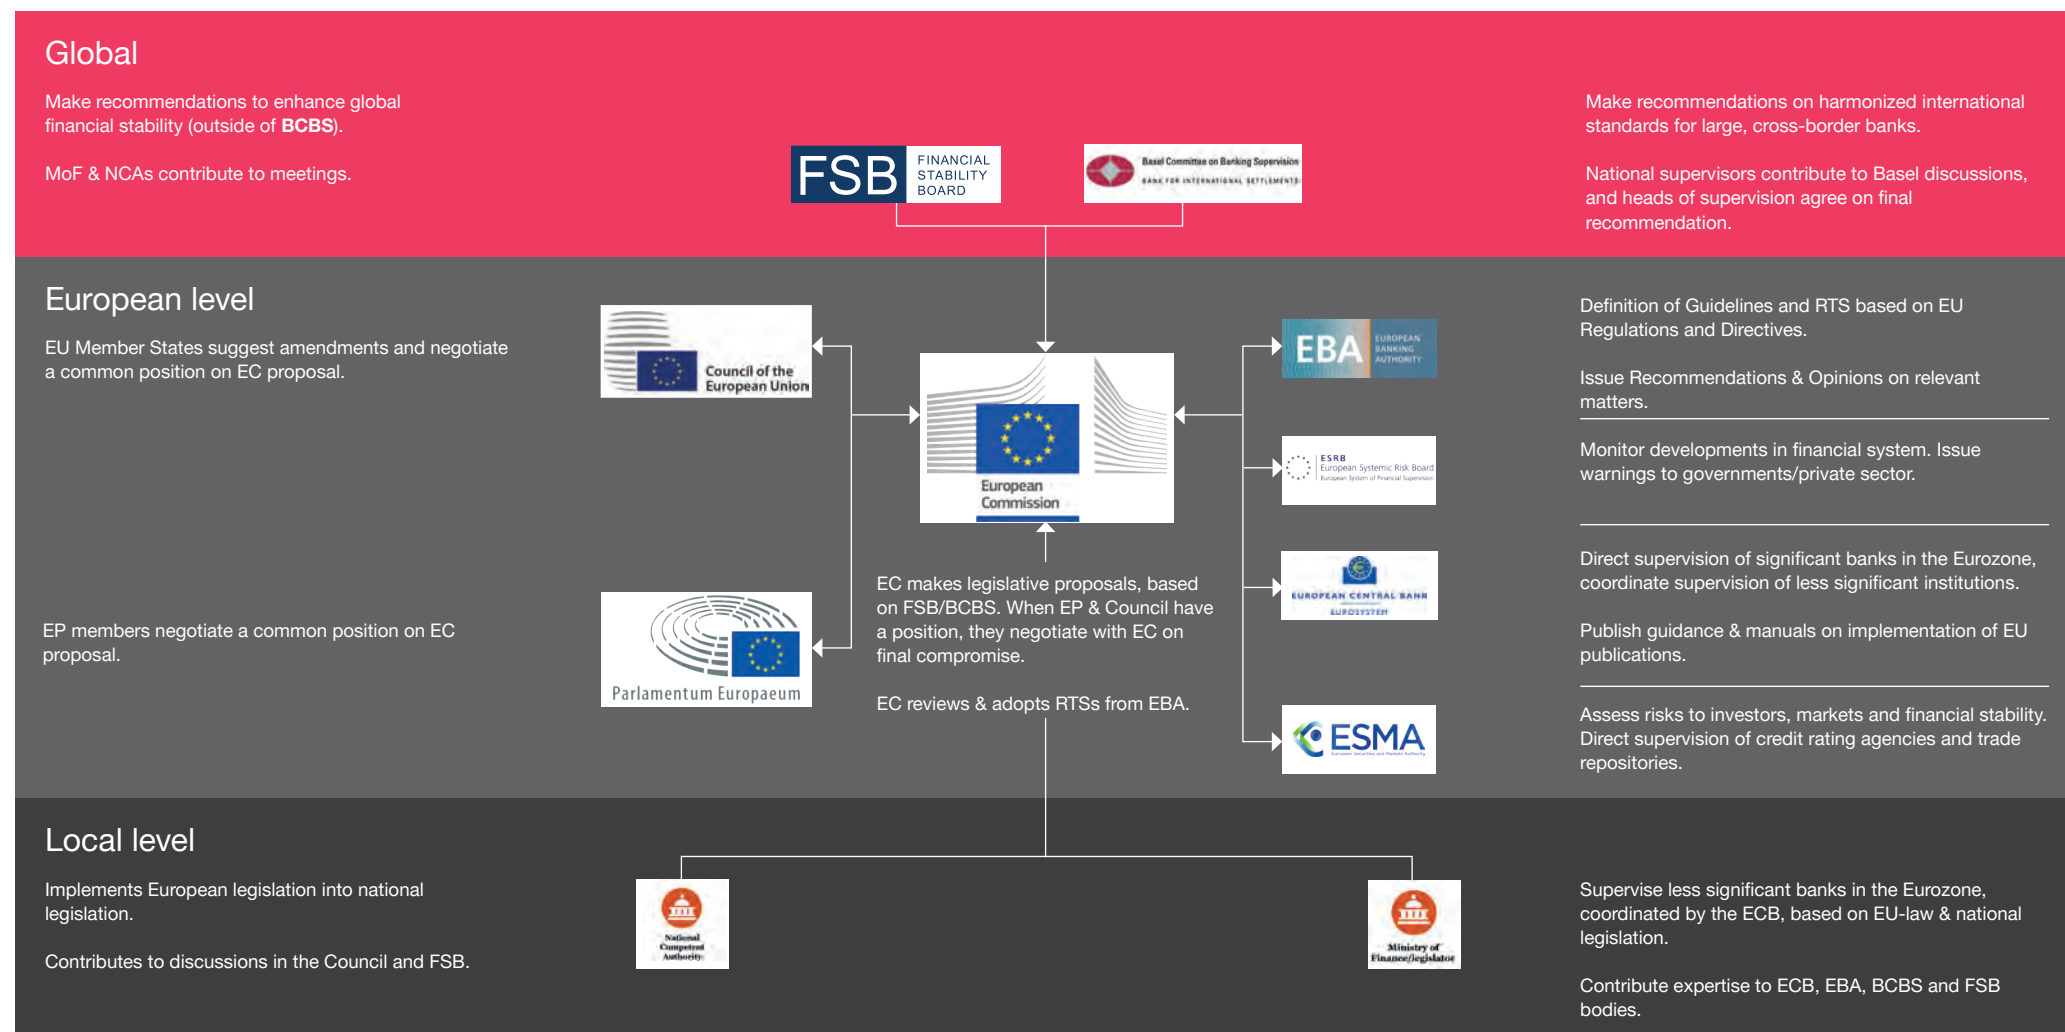 Global
Make recommendations to enhance global
financial stability (outside of BCBS).
MoF & NCAs contribute to meetings.
FSB
FINANCIAL
STABILITY
BOARD
Basel Committee on Banking Supervision
BANK FOR INTERNATIONAL SETTLEMENTS
Make recommendations on harmonized international
standards for large, cross-border banks.
National supervisors contribute to Basel discussions,
and heads of supervision agree on final
recommendation.
European level
EU Member States suggest amendments and negotiate
a common position on EC proposal.
Council of the
European Union
EP members negotiate a common position on EC
proposal.
Parlamentum Europaeum
European
Commission
EC makes legislative proposals, based
on FSB/BCBS. When EP & Council have
a position, they negotiate with EC on
final compromise.
EC reviews & adopts RTSs from EBA.
EBA
EUROPEAN
BANKING
AUTHORITY
Definition of Guidelines and RTS based on EU
Regulations and Directives.
Issue Recommendations & Opinions on relevant
matters.
ESRB
European Systemic Risk Board
European System of Financial Supervision
Monitor developments in financial system. Issue
warnings to governments/private sector.
EUROPEAN CENTRAL BANK
EUROSYSTEM
Direct supervision of significant banks in the Eurozone,
coordinate supervision of less significant institutions.
Publish guidance & manuals on implementation of EU
publications.
ESMA
European Securities and Markets Authority
Assess risks to investors, markets and financial stability.
Direct supervision of credit rating agencies and trade
repositories.
Local level
Implements European legislation into national
legislation.
Contributes to discussions in the Council and FSB.
National
Competent
Authority
Ministry of
Finance/legislator
Supervise less significant banks in the Eurozone,
coordinated by the ECB, based on EU-law & national
legislation.
Contribute expertise to ECB, EBA, BCBS and FSB
bodies.